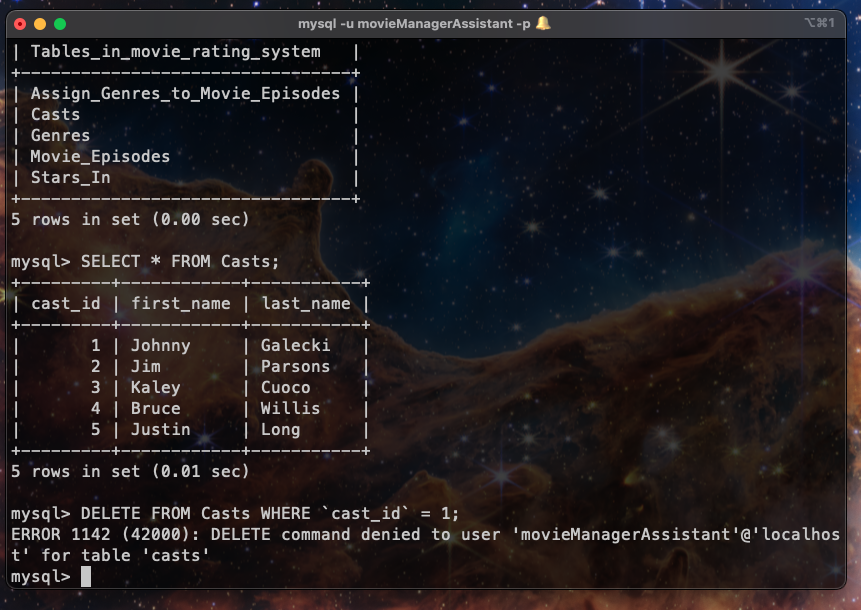 mysql -u movieManagerAssistant -p 🔔
⌥⌘1
| Tables_in_movie_rating_system   |
+---------------------------------+
| Assign_Genres_to_Movie_Episodes |
| Casts                           |
| Genres                          |
| Movie_Episodes                  |
| Stars_In                        |
+---------------------------------+
5 rows in set (0.00 sec)
mysql> SELECT * FROM Casts;
+---------+------------+-----------+
| cast_id | first_name | last_name |
+---------+------------+-----------+
|       1 | Johnny     | Galecki   |
|       2 | Jim        | Parsons   |
|       3 | Kaley      | Cuoco     |
|       4 | Bruce      | Willis    |
|       5 | Justin     | Long      |
+---------+------------+-----------+
5 rows in set (0.01 sec)
mysql> DELETE FROM Casts WHERE `cast_id` = 1;
ERROR 1142 (42000): DELETE command denied to user 'movieManagerAssistant'@'localhos
t' for table 'casts'
mysql>